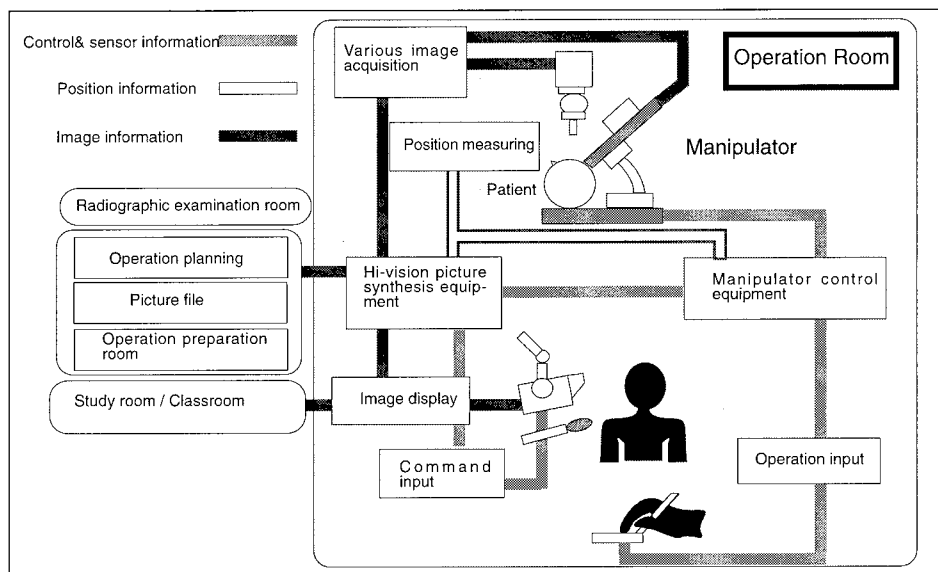 Control& sensor information
Position information
Image information
Radiographic examination room
Operation planning
Picture file
Operation preparation
room
Study room / Classroom
Various image
acquisition
Operation Room
Position measuring
Manipulator
Patient
Hi-vision picture
synthesis equip-
ment
Manipulator control
equipment
Image display
Command
input
Operation input